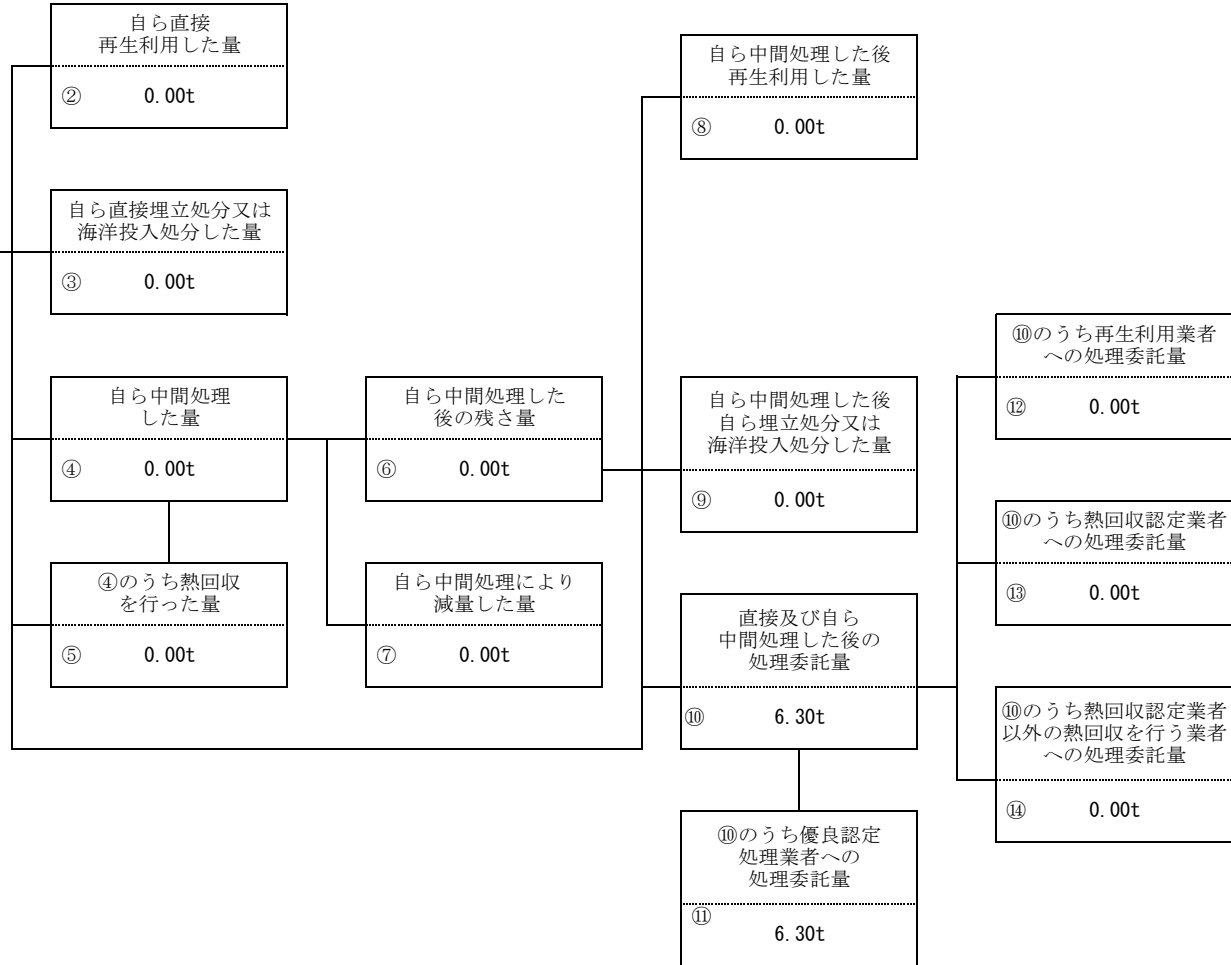 自ら直接
再生利用した量
② 0.00t
自ら直接埋立処分又は
海洋投入処分した量
③ 0.00t
自ら中間処理
した量
④ 0.00t
④のうち熱回収
を行った量
⑤ 0.00t
自ら中間処理した
後の残さ量
⑥ 0.00t
自ら中間処理により
減量した量
⑦ 0.00t
自ら中間処理した後
再生利用した量
⑧ 0.00t
自ら中間処理した後
自ら埋立処分又は
海洋投入処分した量
⑨ 0.00t
直接及び自ら
中間処理した後の
処理委託量
⑩ 6.30t
⑩のうち優良認定
処理業者への
処理委託量
⑪ 6.30t
⑩のうち再生利用業者
への処理委託量
⑫ 0.00t
⑩のうち熱回収認定業者
への処理委託量
⑬ 0.00t
⑩のうち熱回収認定業者
以外の熱回収を行う業者
への処理委託量
⑭ 0.00t